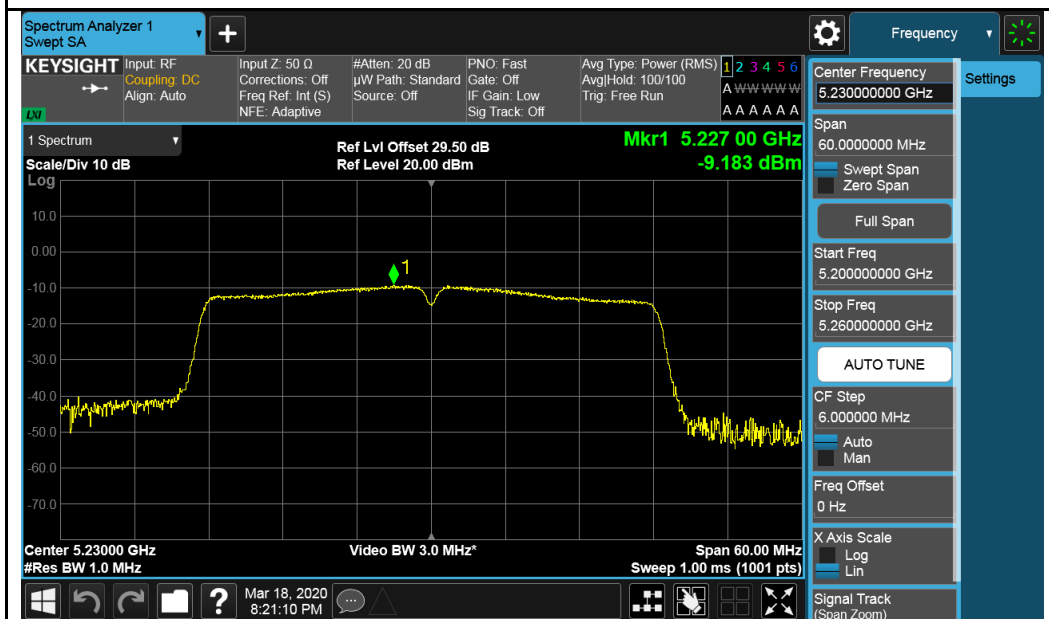 Spectrum Analyzer 1
Swept SA
+
Frequency
KEYSIGHT
LXI
Input: RF
Coupling: DC
Align: Auto
Input Z: 50 Ω
Corrections: Off
Freq Ref: Int (S)
NFE: Adaptive
#Atten: 20 dB
µW Path: Standard
Source: Off
PNO: Fast
Gate: Off
IF Gain: Low
Sig Track: Off
Avg Type: Power (RMS)
Avg|Hold: 100/100
Trig: Free Run
1 2 3 4 5 6
A W W W W W
A A A A A A
1 Spectrum
Scale/Div 10 dB
Log
Ref Lvl Offset 29.50 dB
Ref Level 20.00 dBm
Mkr1 5.227 00 GHz
-9.183 dBm
10.0
0.00
-10.0
-20.0
-30.0
-40.0
-50.0
-60.0
-70.0
1
Center 5.23000 GHz
#Res BW 1.0 MHz
Video BW 3.0 MHz*
Span 60.00 MHz
Sweep 1.00 ms (1001 pts)
Center Frequency
5.230000000 GHz
Span
60.0000000 MHz
Swept Span
Zero Span
Full Span
Start Freq
5.200000000 GHz
Stop Freq
5.260000000 GHz
AUTO TUNE
CF Step
6.000000 MHz
Auto
Man
Freq Offset
0 Hz
X Axis Scale
Log
Lin
Signal Track
(Span Zoom)
Settings
?
Mar 18, 2020
8:21:10 PM